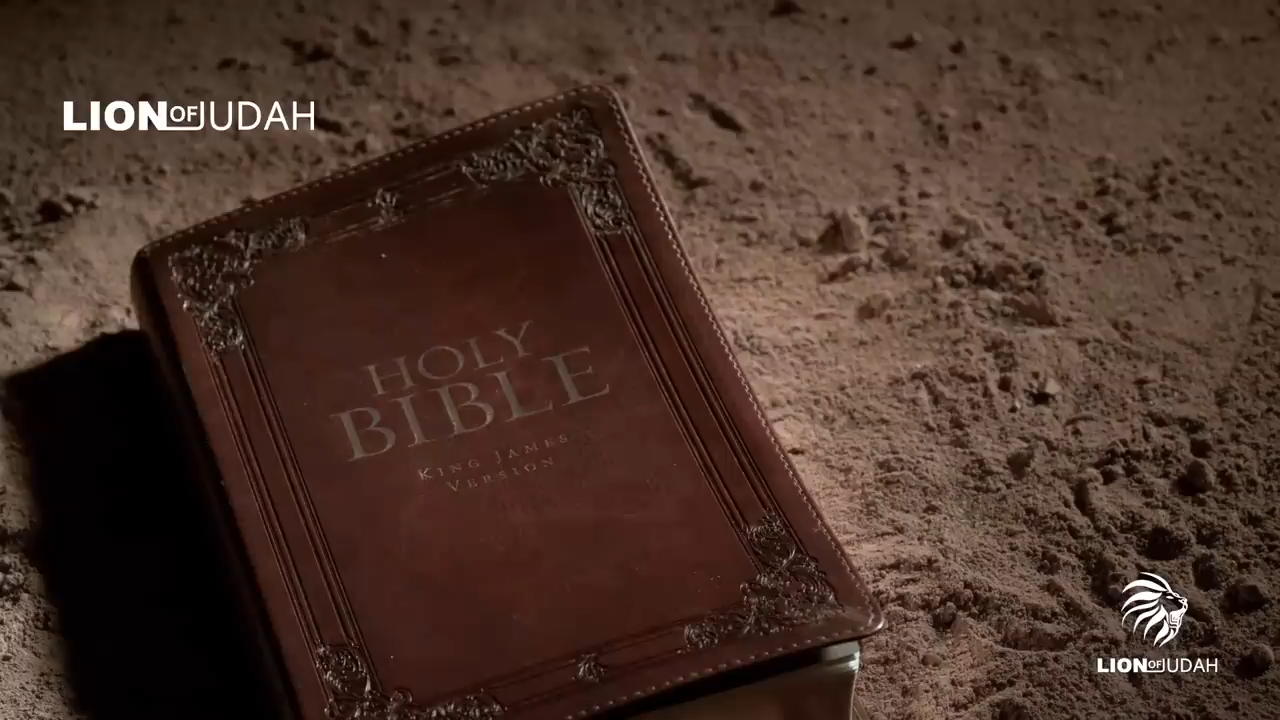 LION OF JUDAH
HOLY
BIBLE
KING JAMES
VERSION
LION OF JUDAH